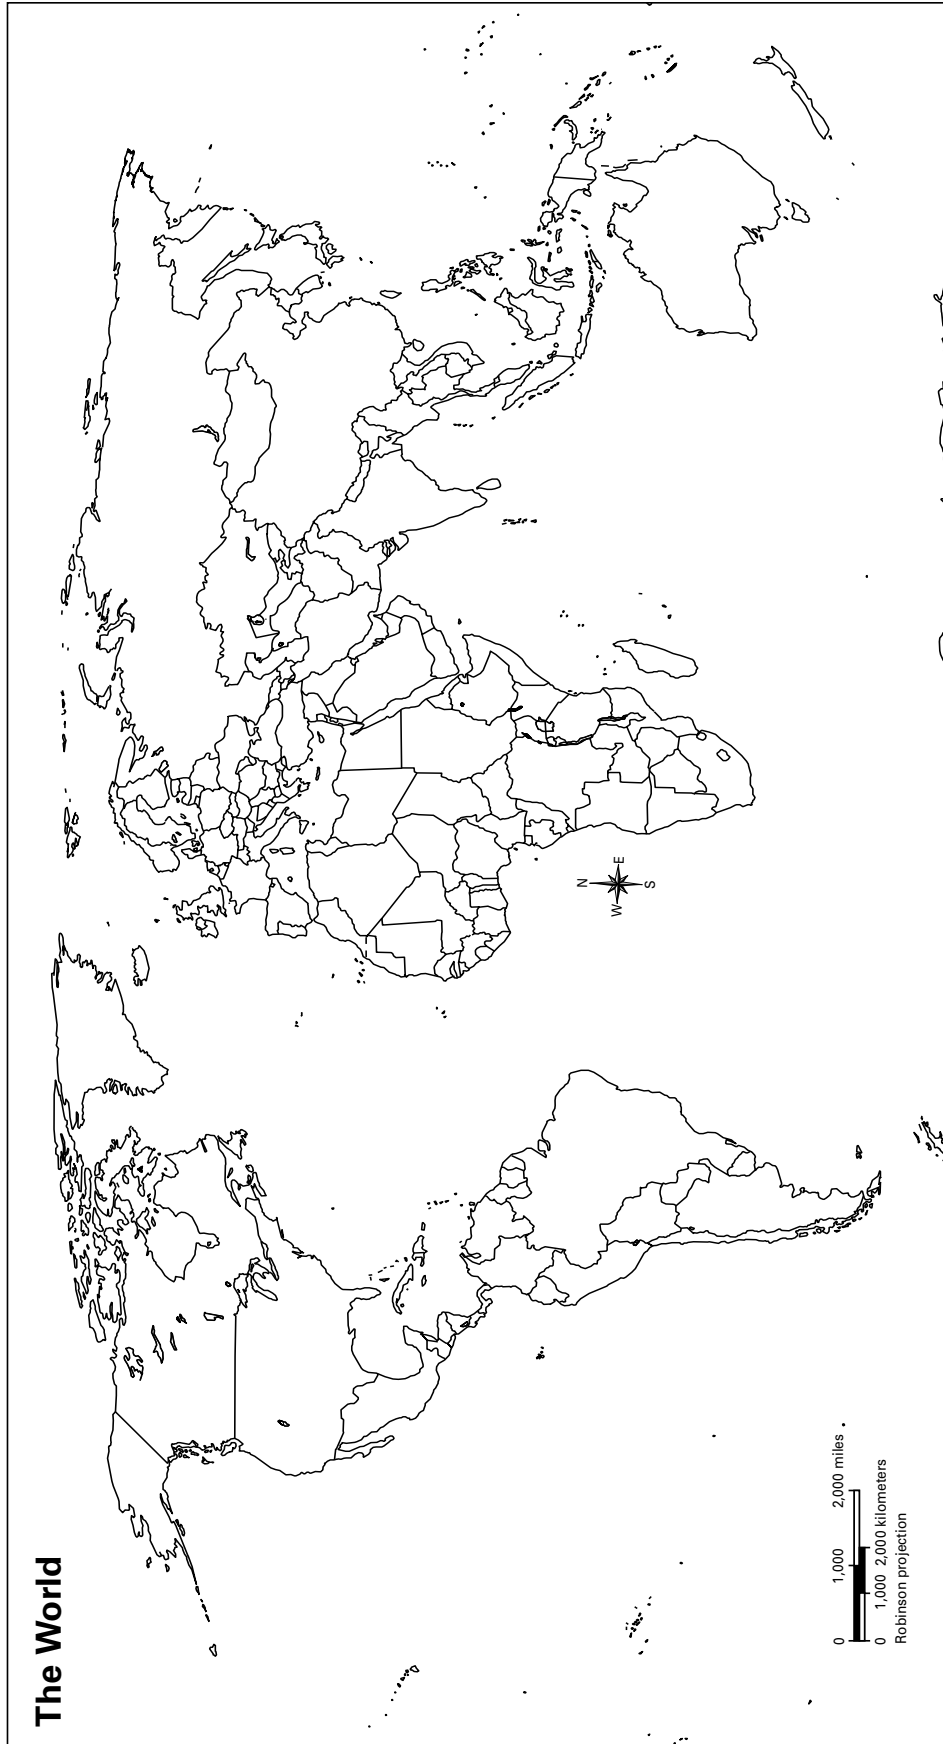 The World
N
W E
S
0 1,000 2,000 miles
0 1,000 2,000 kilometers
Robinson projection